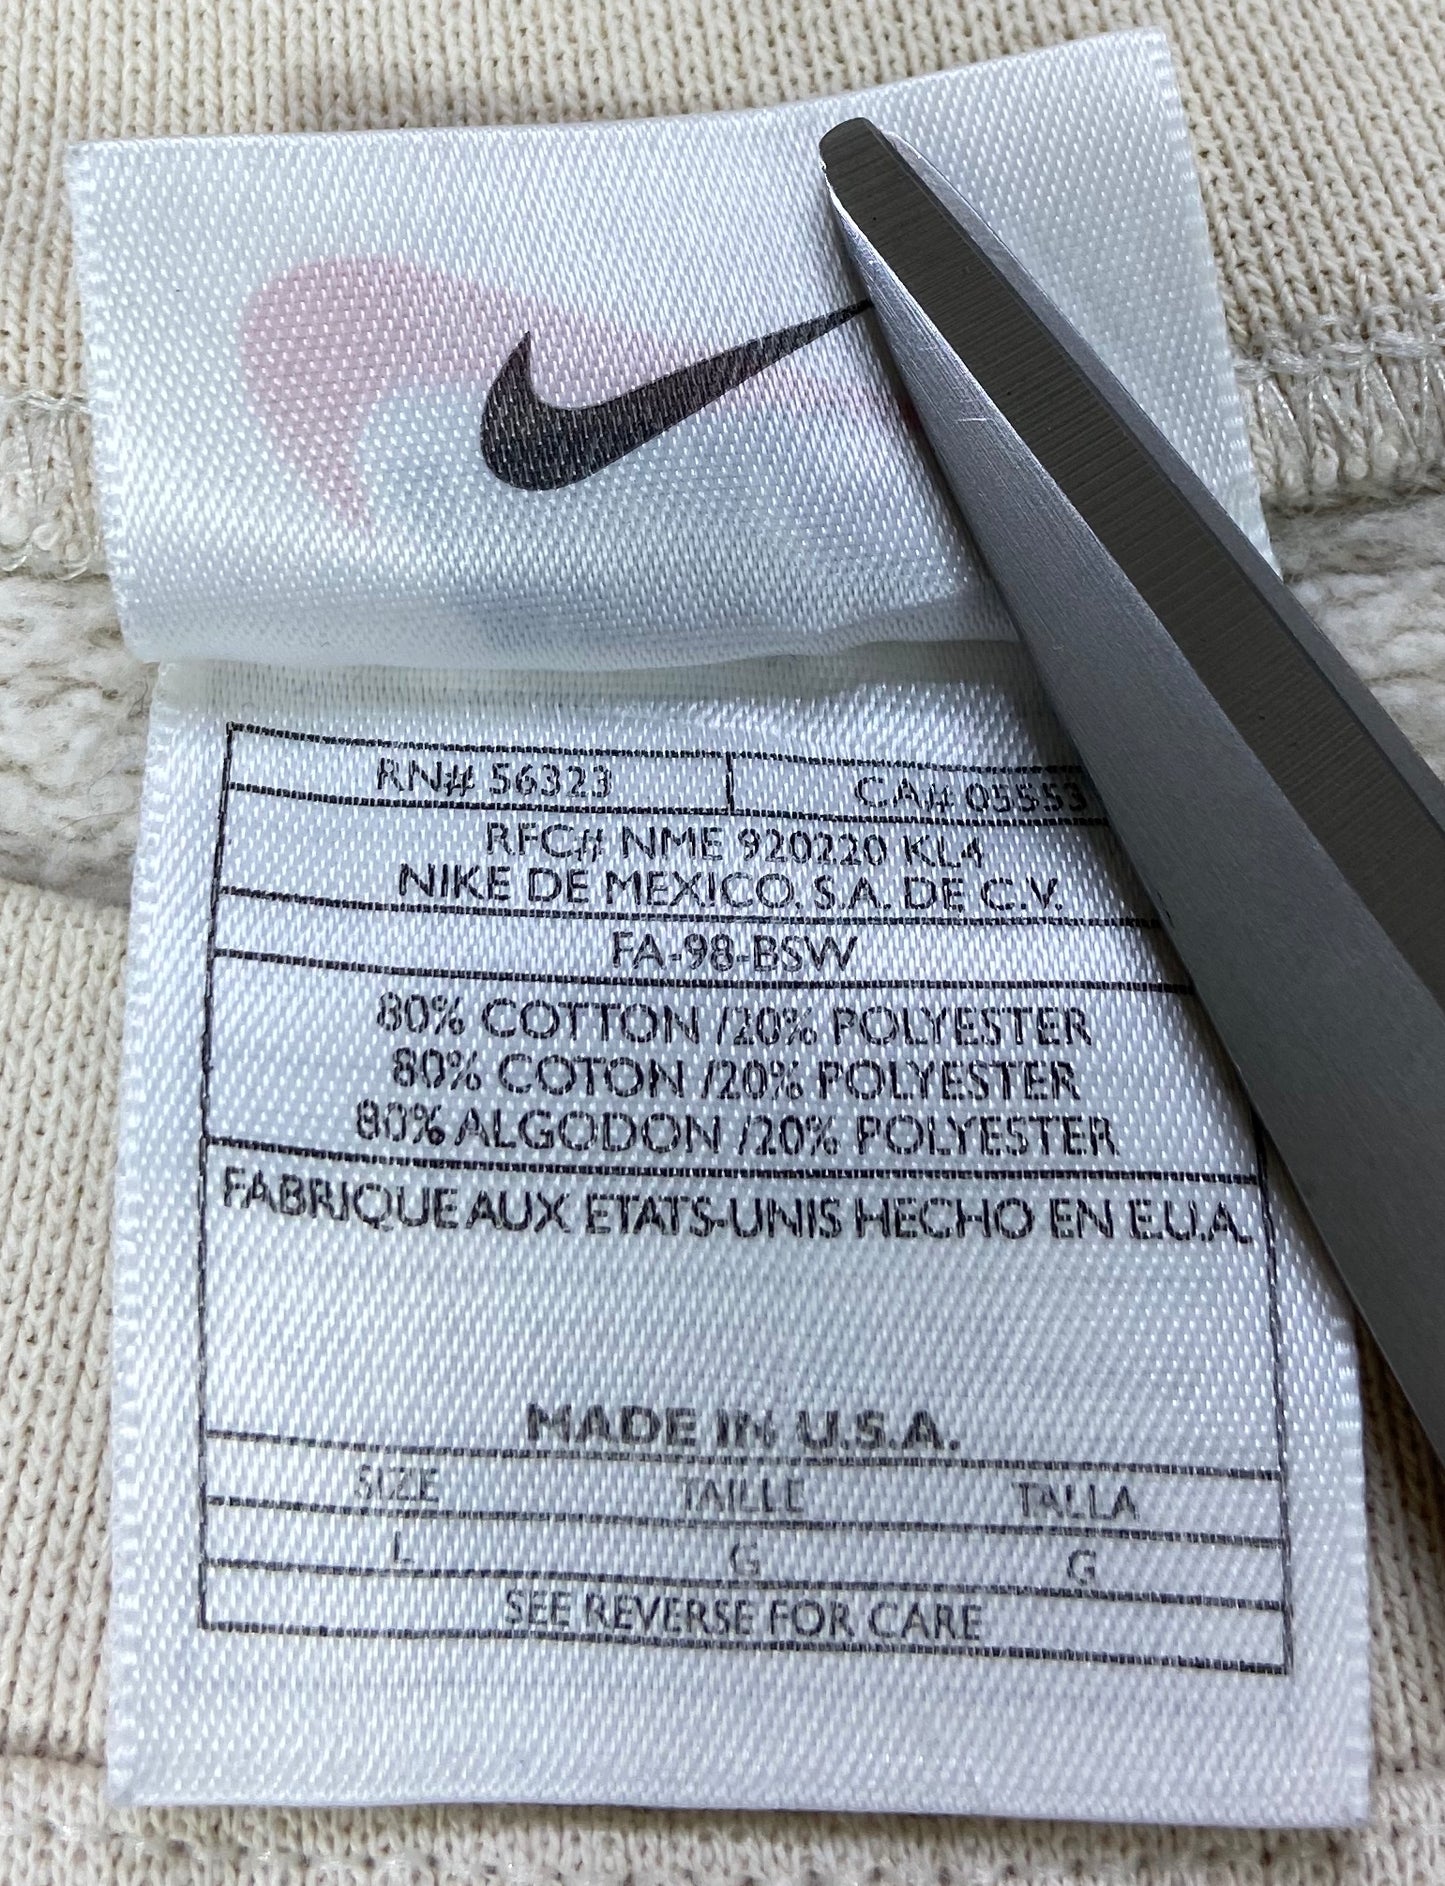 RN# 56323 CA# 05553
RFC# NME 920220 KL4
NIKE DE MEXICO. S.A. DE C.V.
FA-98-BSW
80% COTTON /20% POLYESTER
80% COTON /20% POLYESTER
80% ALGODON /20% POLYESTER
FABRIQUE AUX ETATS-UNIS HECHO EN E.U.A.
MADE IN U.S.A.
SIZE TAILLE TALLA
L G G
SEE REVERSE FOR CARE